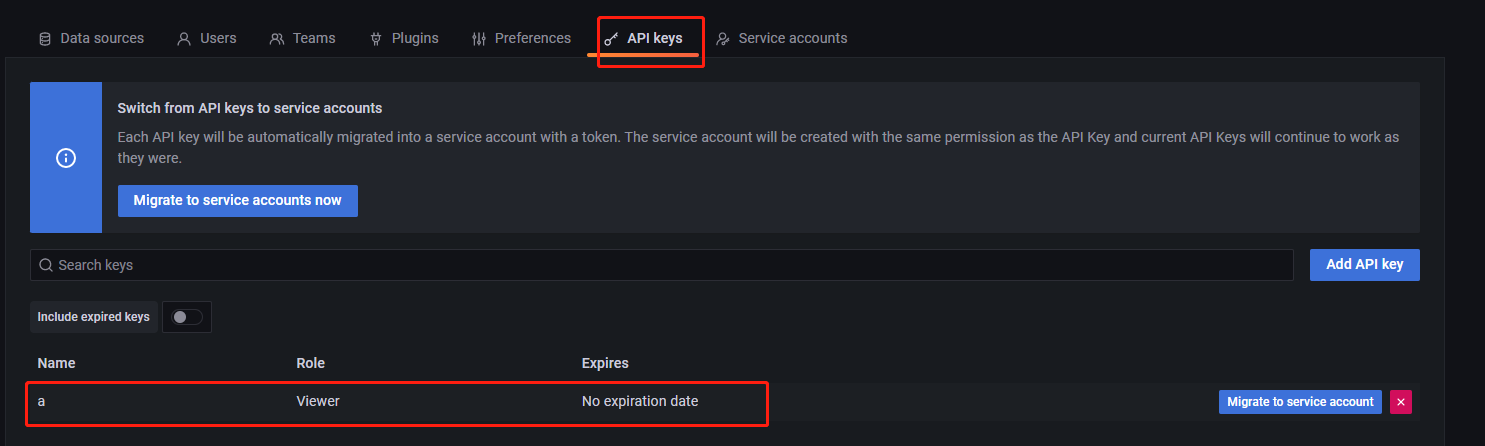 Data sources Users Teams Plugins Preferences API keys Service accounts
Switch from API keys to service accounts
Each API key will be automatically migrated into a service account with a token. The service account will be created with the same permission as the API Key and current API Keys will continue to work as
they were.
Migrate to service accounts now
Search keys Add API key
Include expired keys
Name Role Expires
a Viewer No expiration date Migrate to service account